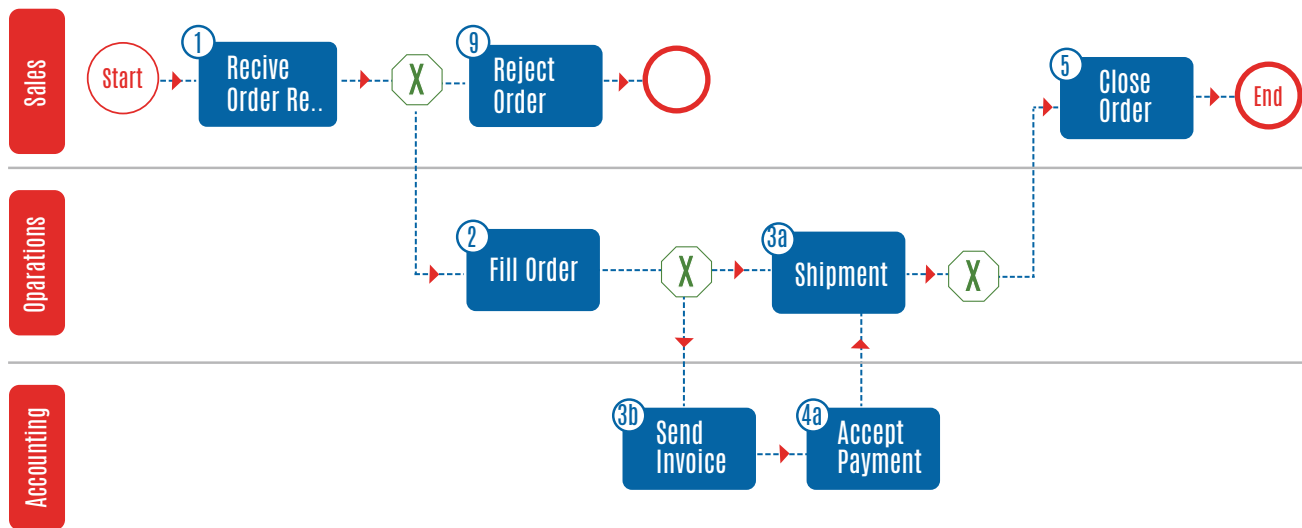 Sales
Start
1
Recive
Order Re..
X
9
Reject
Order
5
Close
Order
End
Oparations
2
Fill Order
X
3a
Shipment
X
Accounting
3b
Send
Invoice
4a
Accept
Payment